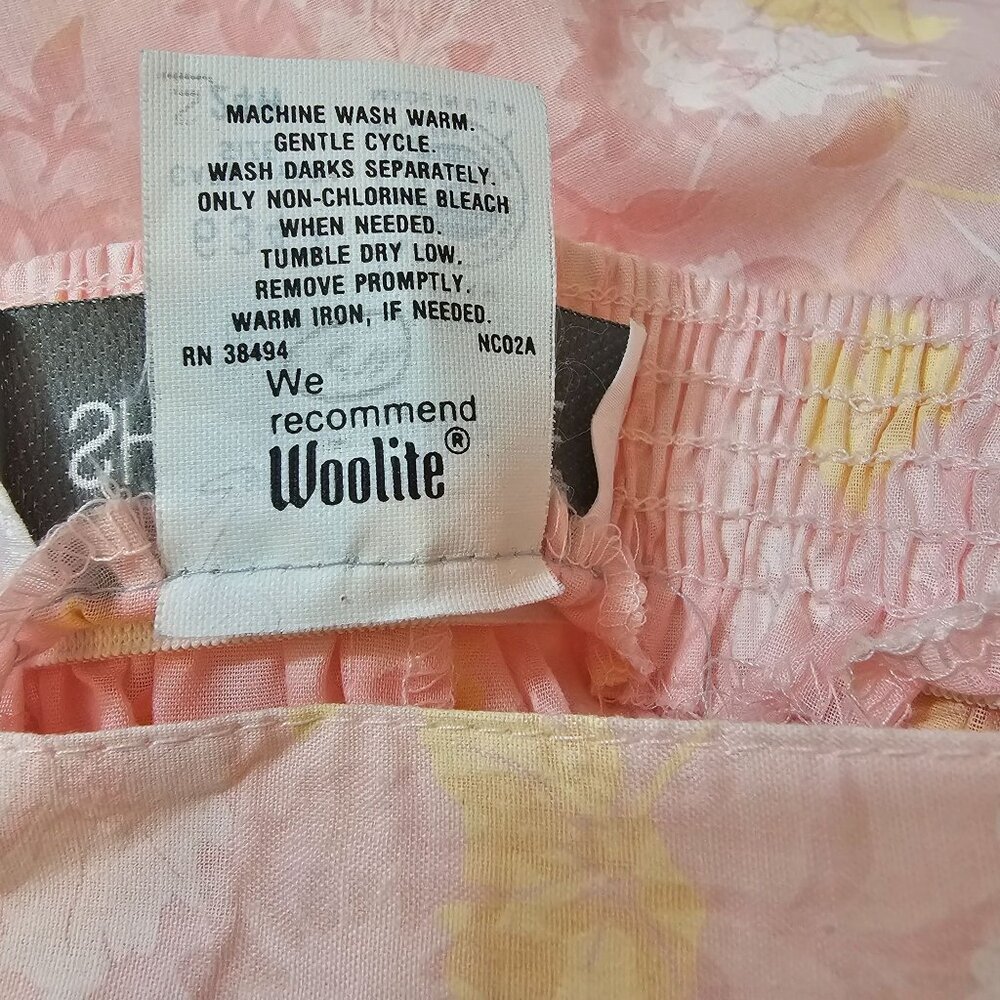 MACHINE WASH WARM.
GENTLE CYCLE.
WASH DARKS SEPARATELY.
ONLY NON-CHLORINE BLEACH
WHEN NEEDED.
TUMBLE DRY LOW.
REMOVE PROMPTLY.
WARM IRON, IF NEEDED.
RN 38494 NC02A
We
recommend
Woolite®